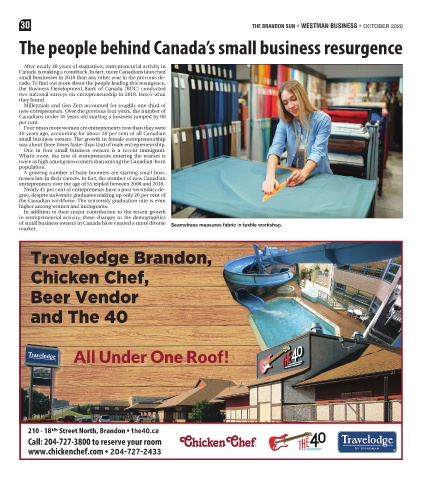 30
THE BRANDON SUN • WESTMAN BUSINESS • OCTOBER 2020
The people behind Canada's small business resurgence
After nearly 20 years of stagnation, entrepreneurial activity in
Canada is making a comeback. In fact, more Canadians launched
small businesses in 2018 than any other year in the previous de-
cade. To find out more about the people leading this resurgence,
the Business Development Bank of Canada (BDC) conducted
two national surveys on entrepreneurship in 2018. Here's what
they found.
Millennials and Gen Zers accounted for roughly one-third of
new entrepreneurs. Over the previous four years, the number of
Canadians under 35 years old starting a business jumped by 80
per cent.
Four times more women are entrepreneurs now than they were
40 years ago, accounting for about 28 per cent of all Canadian
small business owners. The growth in female entrepreneurship
was about three times faster than that of male entrepreneurship.
One in four small business owners is a recent immigrant.
What's more, the rate of entrepreneurs entering the market is
twice as high among newcomers than among the Canadian-born
population.
A growing number of baby boomers are starting small busi-
nesses late in their careers. In fact, the number of new Canadian
entrepreneurs over the age of 55 tripled between 2008 and 2018.
Nearly 41 per cent of entrepreneurs have a post-secondary de-
gree, despite university graduates making up only 26 per cent of
the Canadian workforce. The university graduation rate is even
higher among women and immigrants.
In addition to their major contribution to the recent growth
in entrepreneurial activity, these changes to the demographics
of small business owners in Canada have created a more diverse
market.
Seamstress measures fabric in textile workshop.
Travelodge Brandon,
Chicken Chef,
Beer Vendor
and The 40
Travelodge
All Under One Roof!
THE 40
210 - 18th Street North, Brandon • the40.ca
Call: 204-727-3800 to reserve your room
www.chickenchef.com • 204-727-2433
Chicken Chef
THE 40
Travelodge
BY WYNDHAM